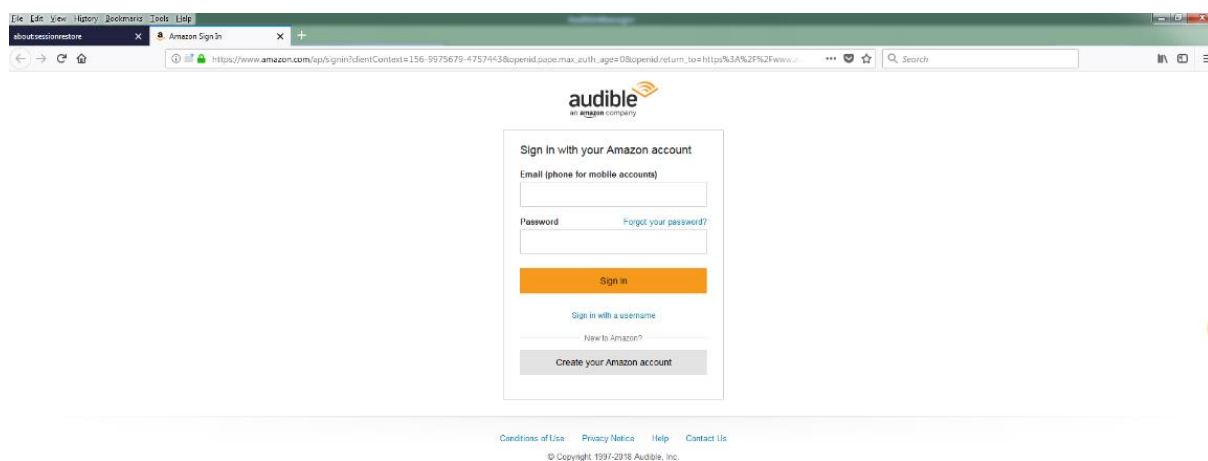 File Edit View History Bookmarks Tools Help
AudibleManager
about:sessionrestore
Amazon Sign In
https://www.amazon.com/ap/signin?clientContext=156-5975679-4757443&openid.pape.max_auth_age=0&openid.return_to=https%3A%2F%2Fwww.
Search
audible
an amazon company
Sign in with your Amazon account
Email (phone for mobile accounts)
Password Forgot your password?
Sign in
Sign in with a username
New to Amazon?
Create your Amazon account
Conditions of Use Privacy Notice Help Contact Us
© Copyright 1997-2018 Audible, Inc.